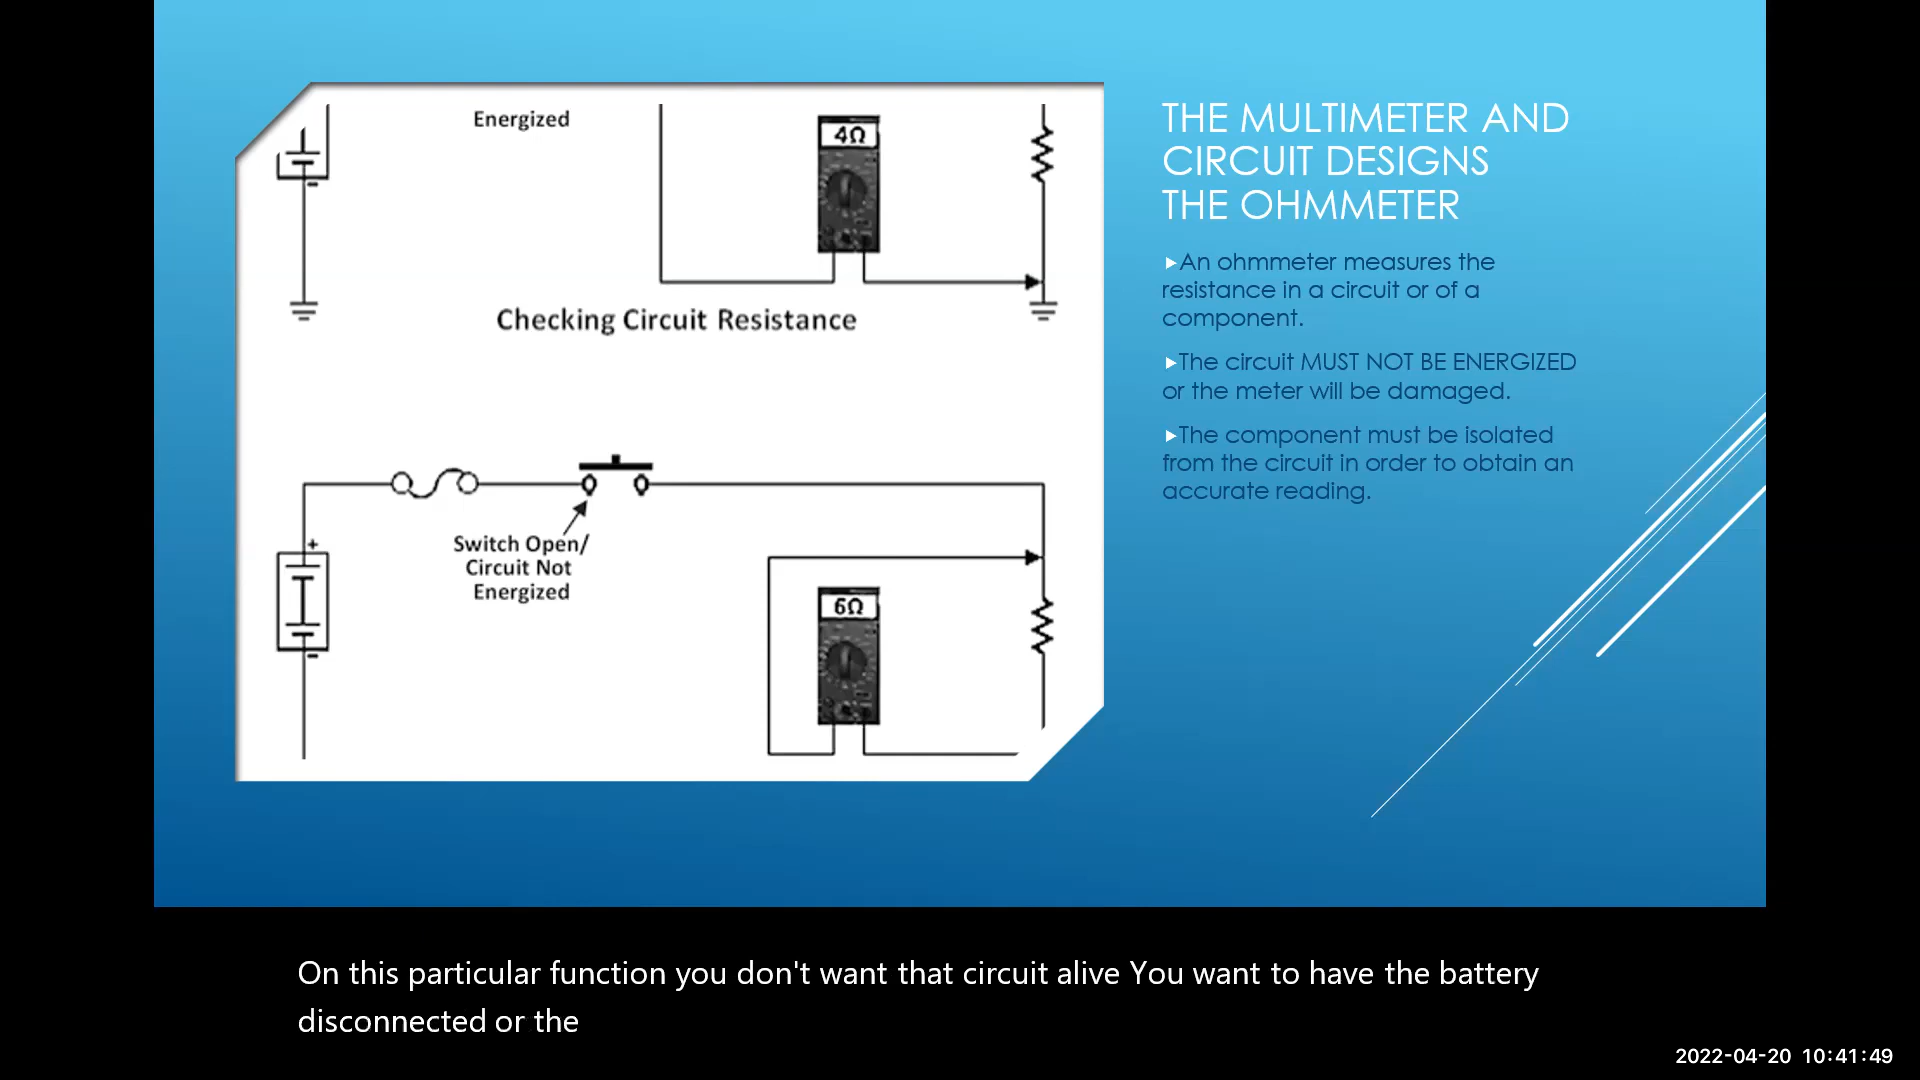 Energized
4Ω
Checking Circuit Resistance
Switch Open/
Circuit Not
Energized
+
-
-
6Ω
THE MULTIMETER AND
CIRCUIT DESIGNS
THE OHMMETER
An ohmmeter measures the
resistance in a circuit or of a
component.
The circuit MUST NOT BE ENERGIZED
or the meter will be damaged.
The component must be isolated
from the circuit in order to obtain an
accurate reading.
On this particular function you don't want that circuit alive You want to have the battery
disconnected or the
2022-04-20 10:41:49